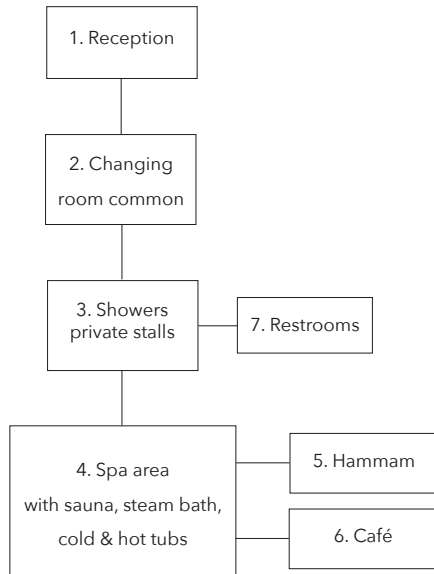 1. Reception
2. Changing
room common
3. Showers
private stalls
7. Restrooms
4. Spa area
with sauna, steam bath,
cold & hot tubs
5. Hammam
6. Café